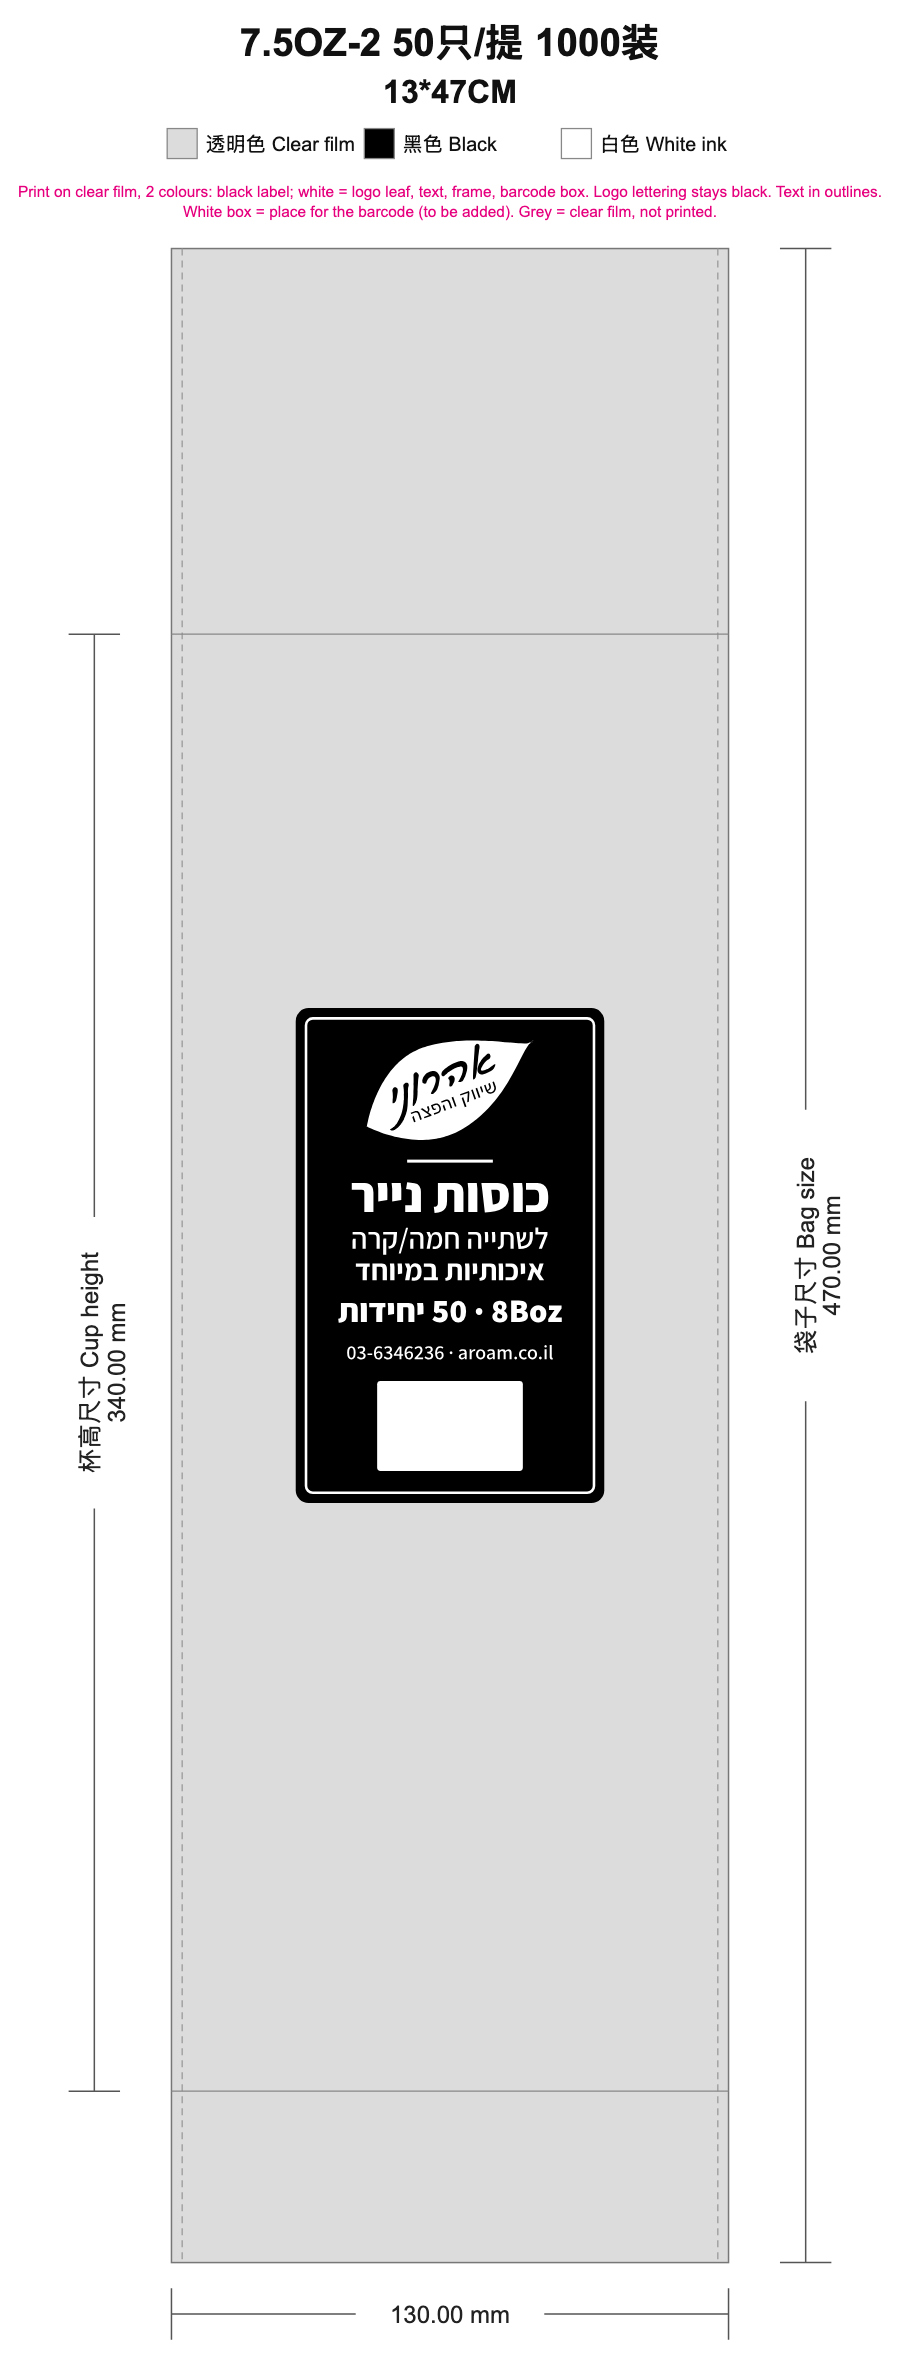 7.5OZ-2 50只/提 1000装
13*47CM
透明色 Clear film
黑色 Black
白色 White ink
Print on clear film, 2 colours: black label; white = logo leaf, text, frame, barcode box. Logo lettering stays black. Text in outlines.
White box = place for the barcode (to be added). Grey = clear film, not printed.
אהרוני
שיווק והפצה
כוסות נייר
לשתייה חמה/קרה
איכותיות במיוחד
8Boz · 50 יחידות
03-6346236 · aroam.co.il
杯高尺寸 Cup height
340.00 mm
袋子尺寸 Bag size
470.00 mm
130.00 mm